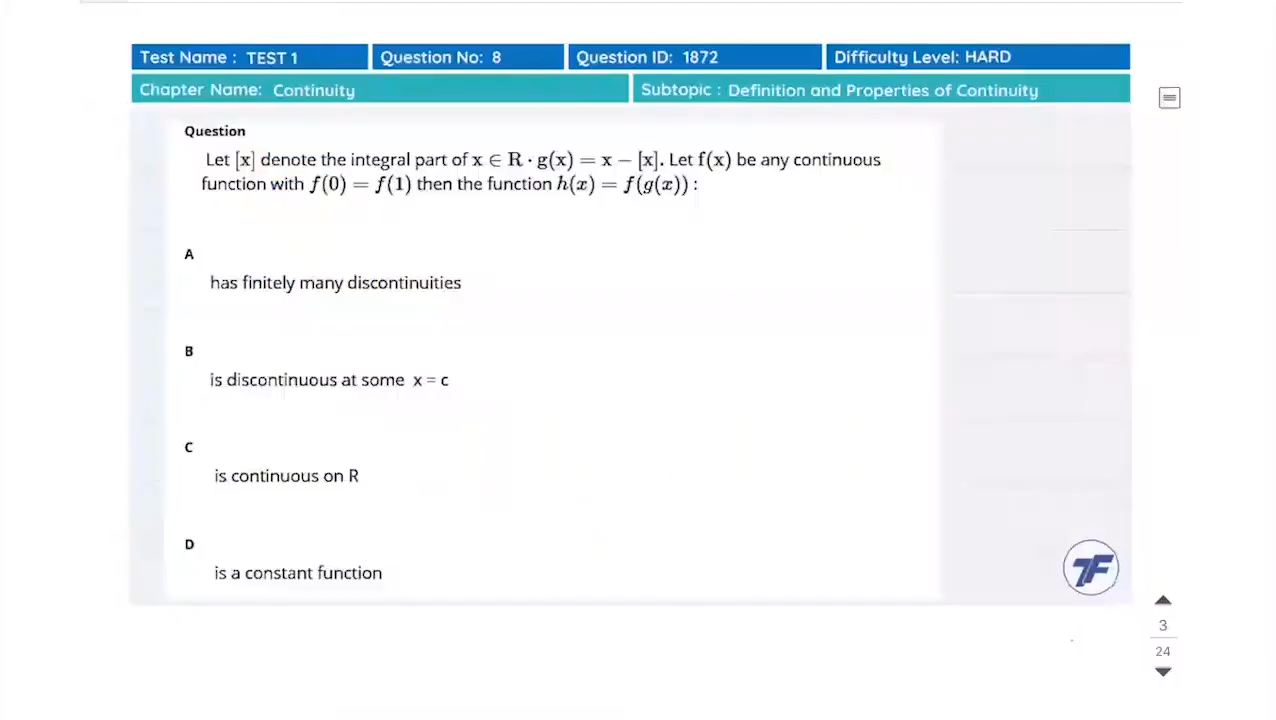 Test Name : TEST 1 Question No: 8 Question ID: 1872 Difficulty Level: HARD
Chapter Name: Continuity Subtopic : Definition and Properties of Continuity
Question
Let [x] denote the integral part of x ∈ R · g(x) = x − [x]. Let f(x) be any continuous
function with f(0) = f(1) then the function h(x) = f(g(x)) :
A
has finitely many discontinuities
B
is discontinuous at some x = c
C
is continuous on R
D
is a constant function
7F
3
24